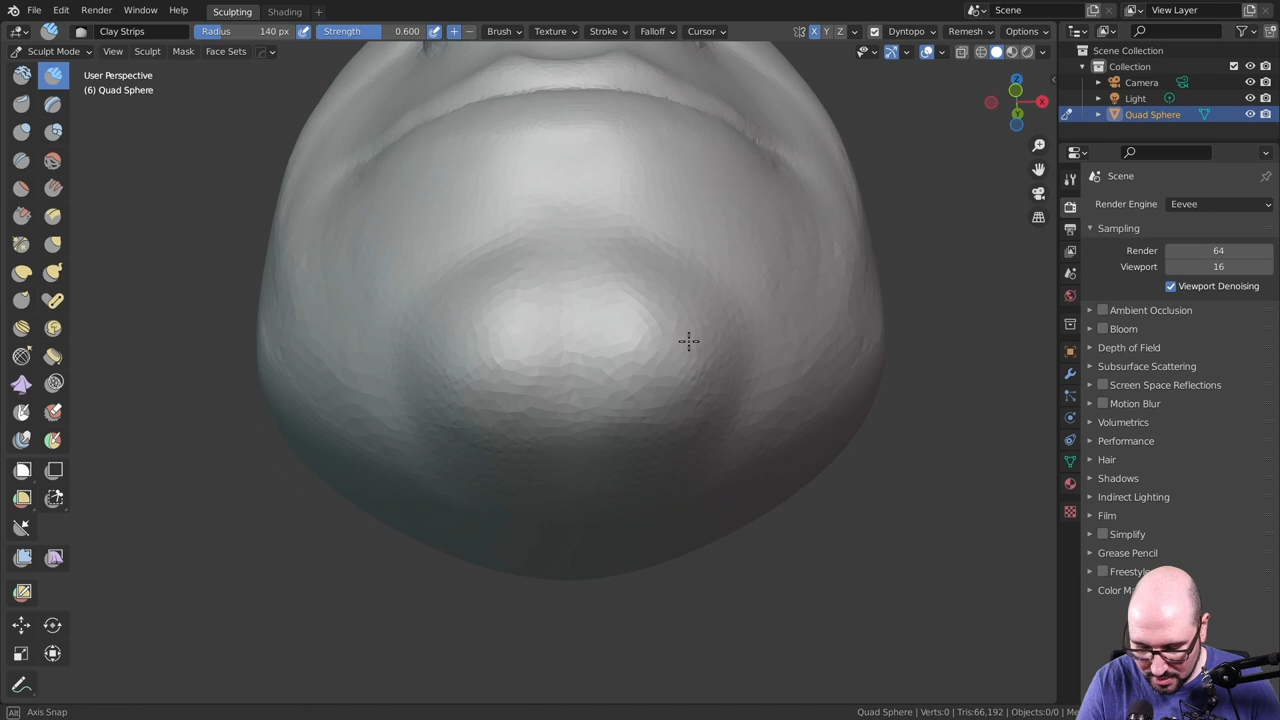 File Edit Render Window Help Sculpting Shading + Scene View Layer
Clay Strips Radius 140 px Strength 0.600 + − Brush Texture Stroke Falloff Cursor X Y Z Dyntopo Remesh Options
Sculpt Mode View Sculpt Mask Face Sets
User Perspective
(6) Quad Sphere
Z
X
Y
Scene Collection
Collection
Camera
Light
Quad Sphere
Scene
Render Engine Eevee
Sampling
Render 64
Viewport 16
Viewport Denoising
Ambient Occlusion
Bloom
Depth of Field
Subsurface Scattering
Screen Space Reflections
Motion Blur
Volumetrics
Performance
Hair
Shadows
Indirect Lighting
Film
Simplify
Grease Pencil
Freestyle
Alt Axis Snap Quad Sphere | Verts:0 | Tris:66,192 | Objects:0/0 |